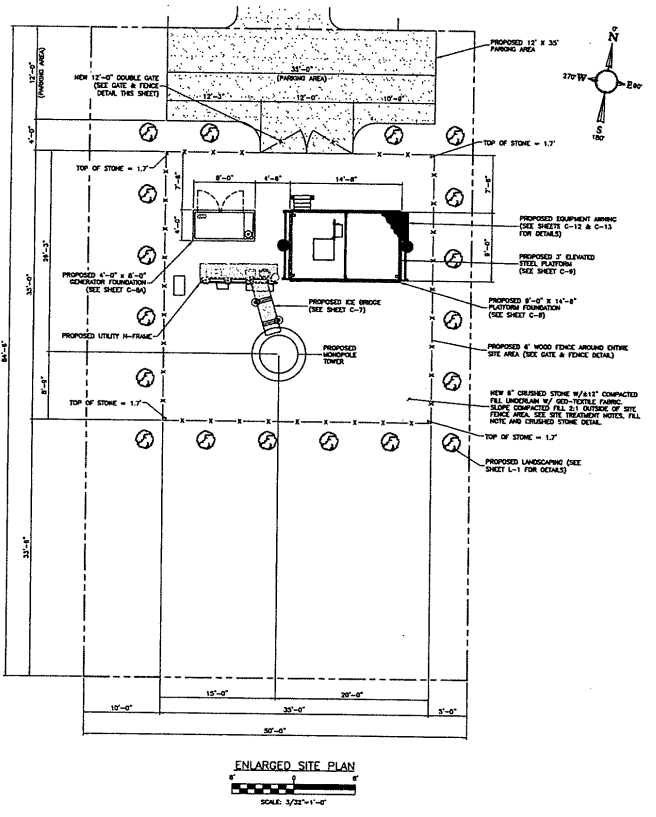 PROPOSED 12' X 35'
PARKING AREA
0°
N
270° W
E 90°
S
180°
12'-0"
(PARKING AREA)
35'-0"
(PARKING AREA)
NEW 12'-0" DOUBLE GATE
(SEE GATE & FENCE
DETAIL THIS SHEET)
12'-3"
12'-0"
10'-9"
4'-0"
TOP OF STONE = 1.7'
TOP OF STONE = 1.7'
8'-0"
4'-8"
14'-8"
7'-6"
7'-6"
4'-0"
9'-0"
PROPOSED EQUIPMENT AWNING
(SEE SHEETS C-12 & C-13
FOR DETAILS)
PROPOSED 3' ELEVATED
STEEL PLATFORM
(SEE SHEET C-9)
26'-3"
35'-0"
PROPOSED 4'-0" x 8'-0"
GENERATOR FOUNDATION
(SEE SHEET C-8A)
PROPOSED ICE BRIDGE
(SEE SHEET C-7)
PROPOSED 9'-0" X 14'-8"
PLATFORM FOUNDATION
(SEE SHEET C-8)
PROPOSED UTILITY H-FRAME
PROPOSED
MONOPOLE
TOWER
PROPOSED 6' WOOD FENCE AROUND ENTIRE
SITE AREA (SEE GATE & FENCE DETAIL)
84'-6"
8'-9"
TOP OF STONE = 1.7'
NEW 6" CRUSHED STONE W/±12" COMPACTED
FILL UNDERLAIN W/ GEO-TEXTILE FABRIC.
SLOPE COMPACTED FILL 2:1 OUTSIDE OF SITE
FENCE AREA. SEE SITE TREATMENT NOTES, FILL
NOTE AND CRUSHED STONE DETAIL.
TOP OF STONE = 1.7'
PROPOSED LANDSCAPING (SEE
SHEET L-1 FOR DETAILS)
33'-6"
15'-0"
20'-0"
10'-0"
35'-0"
5'-0"
50'-0"
ENLARGED SITE PLAN
8'
0
8'
SCALE: 3/32"=1'-0"